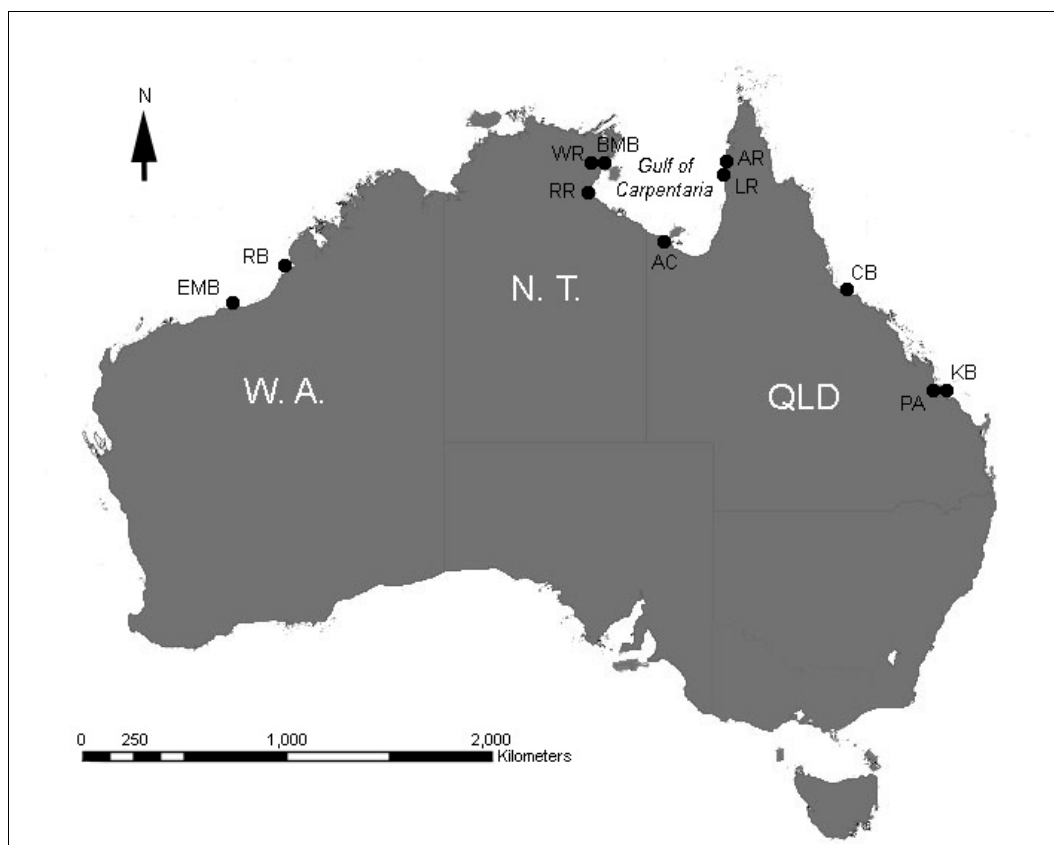 N
WR
BMB
Gulf of
Carpentaria
AR
LR
RR
AC
RB
EMB
CB
N. T.
W. A.
QLD
KB
PA
0 250 1,000 2,000
Kilometers